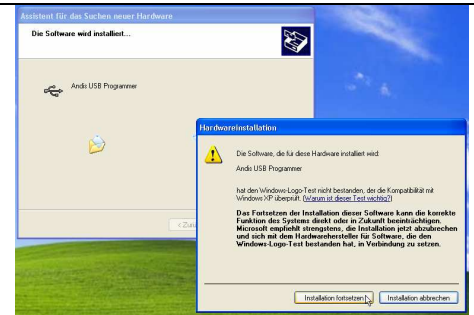 Assistent für das Suchen neuer Hardware
Die Software wird installiert...
Andis USB Programmer
Hardwareinstallation
Die Software, die für diese Hardware installiert wird:
Andis USB Programmer
hat den Windows-Logo-Test nicht bestanden, der die Kompatibilität mit
Windows XP überprüft. (Warum ist dieser Test wichtig?)
Das Fortsetzen der Installation dieser Software kann die korrekte
Funktion des Systems direkt oder in Zukunft beeinträchtigen.
Microsoft empfiehlt strengstens, die Installation jetzt abzubrechen
und sich mit dem Hardwarehersteller für Software, die den
Windows-Logo-Test bestanden hat, in Verbindung zu setzen.
< Zurü
Installation fortsetzen
Installation abbrechen